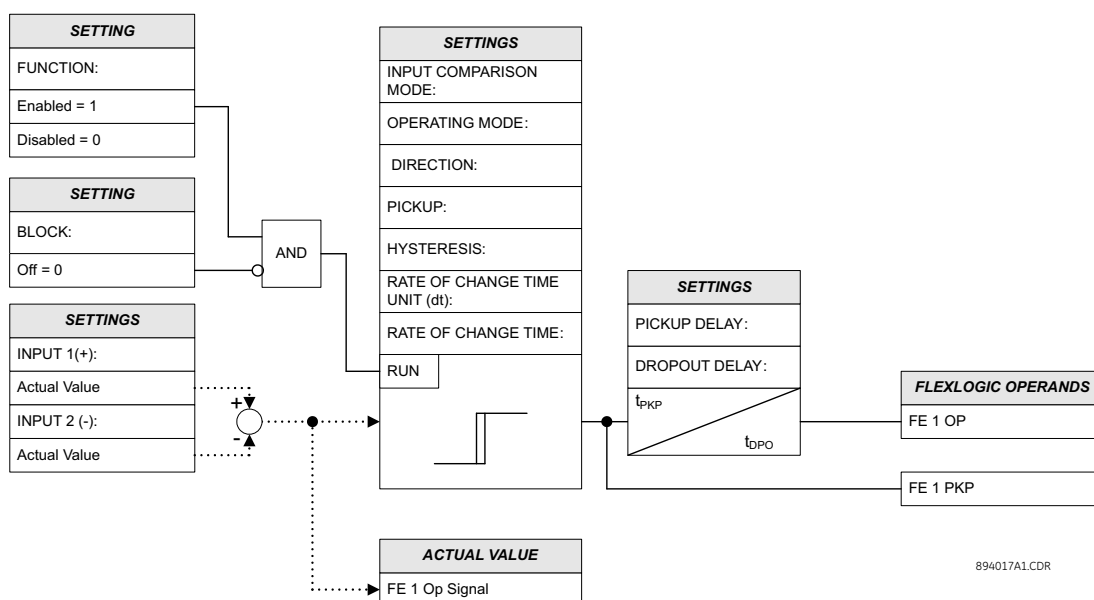 SETTING
FUNCTION:
Enabled = 1
Disabled = 0
SETTING
BLOCK:
Off = 0
SETTINGS
INPUT 1(+):
Actual Value
INPUT 2 (-):
Actual Value
+
-
AND
SETTINGS
INPUT COMPARISON
MODE:
OPERATING MODE:
DIRECTION:
PICKUP:
HYSTERESIS:
RATE OF CHANGE TIME
UNIT (dt):
RATE OF CHANGE TIME:
RUN
ACTUAL VALUE
FE 1 Op Signal
SETTINGS
PICKUP DELAY:
DROPOUT DELAY:
tPKP
tDPO
FLEXLOGIC OPERANDS
FE 1 OP
FE 1 PKP
894017A1.CDR